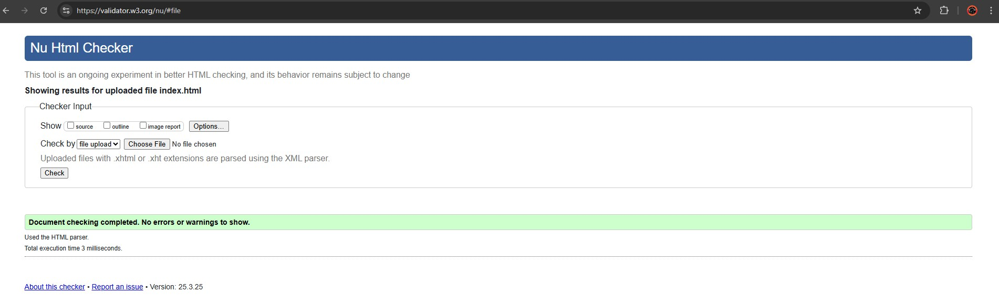 https://validator.w3.org/nu/#file
Nu Html Checker
This tool is an ongoing experiment in better HTML checking, and its behavior remains subject to change
Showing results for uploaded file index.html
Checker Input
Show source outline image report Options...
Check by file upload Choose File No file chosen
Uploaded files with .xhtml or .xht extensions are parsed using the XML parser.
Check
Document checking completed. No errors or warnings to show.
Used the HTML parser.
Total execution time 3 milliseconds.
About this checker • Report an issue • Version: 25.3.25